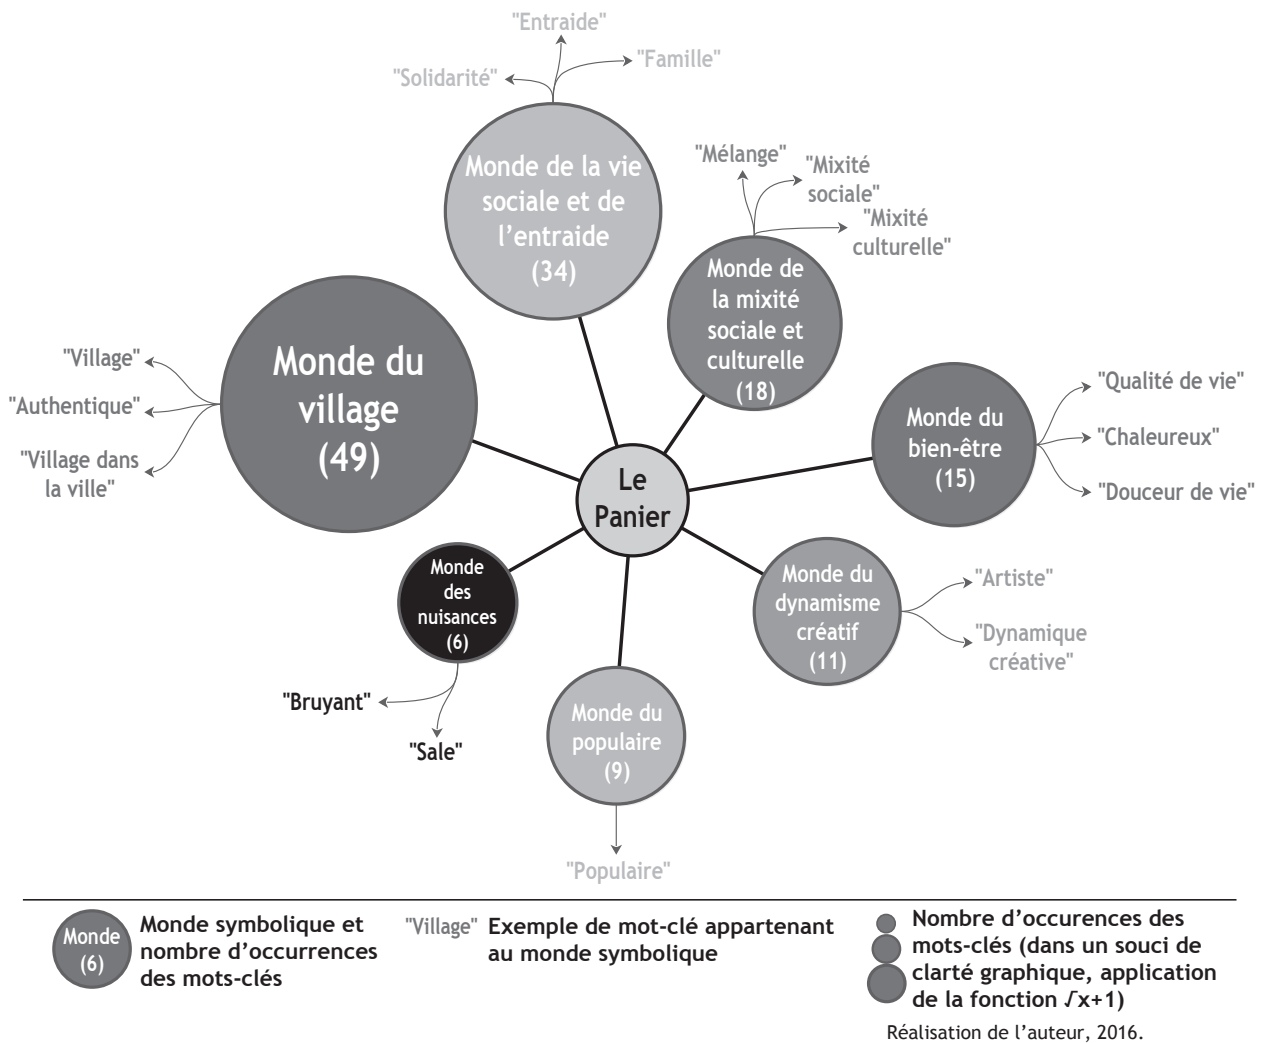 "Entraide"
"Solidarité"
"Famille"
Monde de la vie
sociale et de
l'entraide
(34)
"Mélange"
"Mixité
sociale"
"Mixité
culturelle"
Monde de
la mixité
sociale et
culturelle
(18)
"Village"
"Authentique"
"Village dans
la ville"
Monde du
village
(49)
Monde du
bien-être
(15)
"Qualité de vie"
"Chaleureux"
"Douceur de vie"
Le
Panier
Monde
des
nuisances
(6)
"Bruyant"
"Sale"
Monde du
dynamisme
créatif
(11)
"Artiste"
"Dynamique
créative"
Monde du
populaire
(9)
"Populaire"
Monde
(6)
Monde symbolique et
nombre d'occurrences
des mots-clés
"Village"
Exemple de mot-clé appartenant
au monde symbolique
Nombre d'occurences des
mots-clés (dans un souci de
clarté graphique, application
de la fonction √x+1)
Réalisation de l'auteur, 2016.